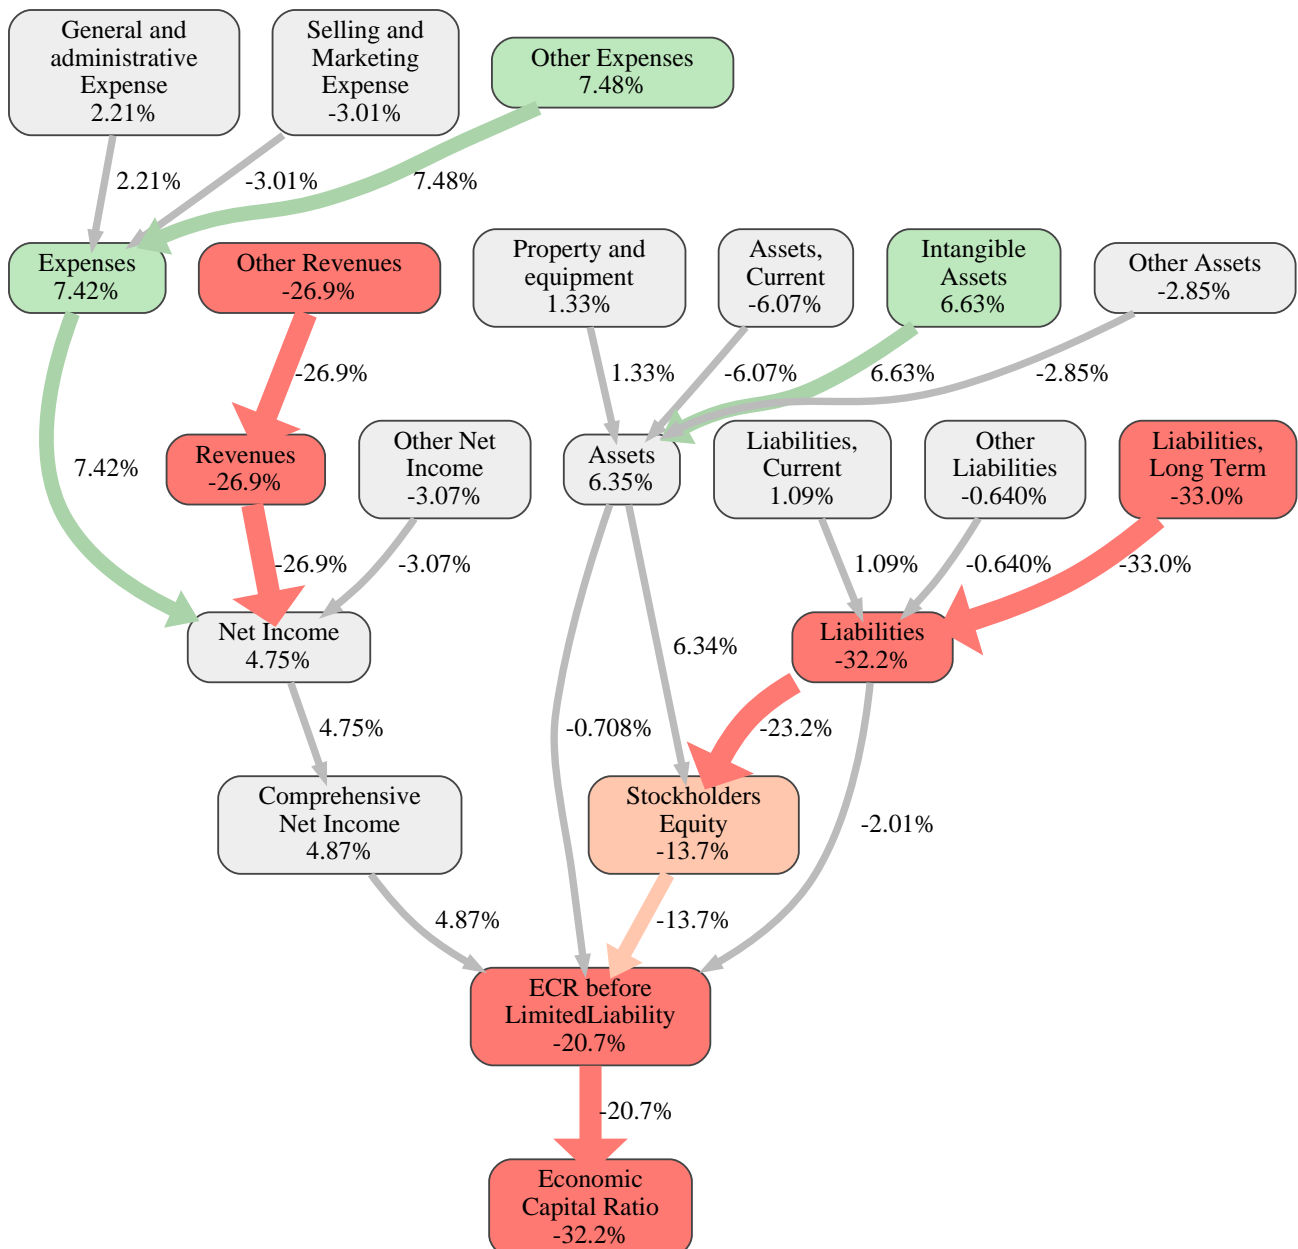 General and
administrative
Expense
2.21%
Selling and
Marketing
Expense
-3.01%
Other Expenses
7.48%
2.21%
-3.01%
7.48%
Expenses
7.42%
Other Revenues
-26.9%
Property and
equipment
1.33%
Assets,
Current
-6.07%
Intangible
Assets
6.63%
Other Assets
-2.85%
-26.9%
1.33%
-6.07%
6.63%
-2.85%
7.42%
Revenues
-26.9%
Other Net
Income
-3.07%
Assets
6.35%
Liabilities,
Current
1.09%
Other
Liabilities
-0.640%
Liabilities,
Long Term
-33.0%
-26.9%
-3.07%
1.09%
-0.640%
-33.0%
Net Income
4.75%
6.34%
Liabilities
-32.2%
4.75%
-0.708%
-23.2%
Comprehensive
Net Income
4.87%
Stockholders
Equity
-13.7%
-2.01%
4.87%
-13.7%
ECR before
LimitedLiability
-20.7%
-20.7%
Economic
Capital Ratio
-32.2%